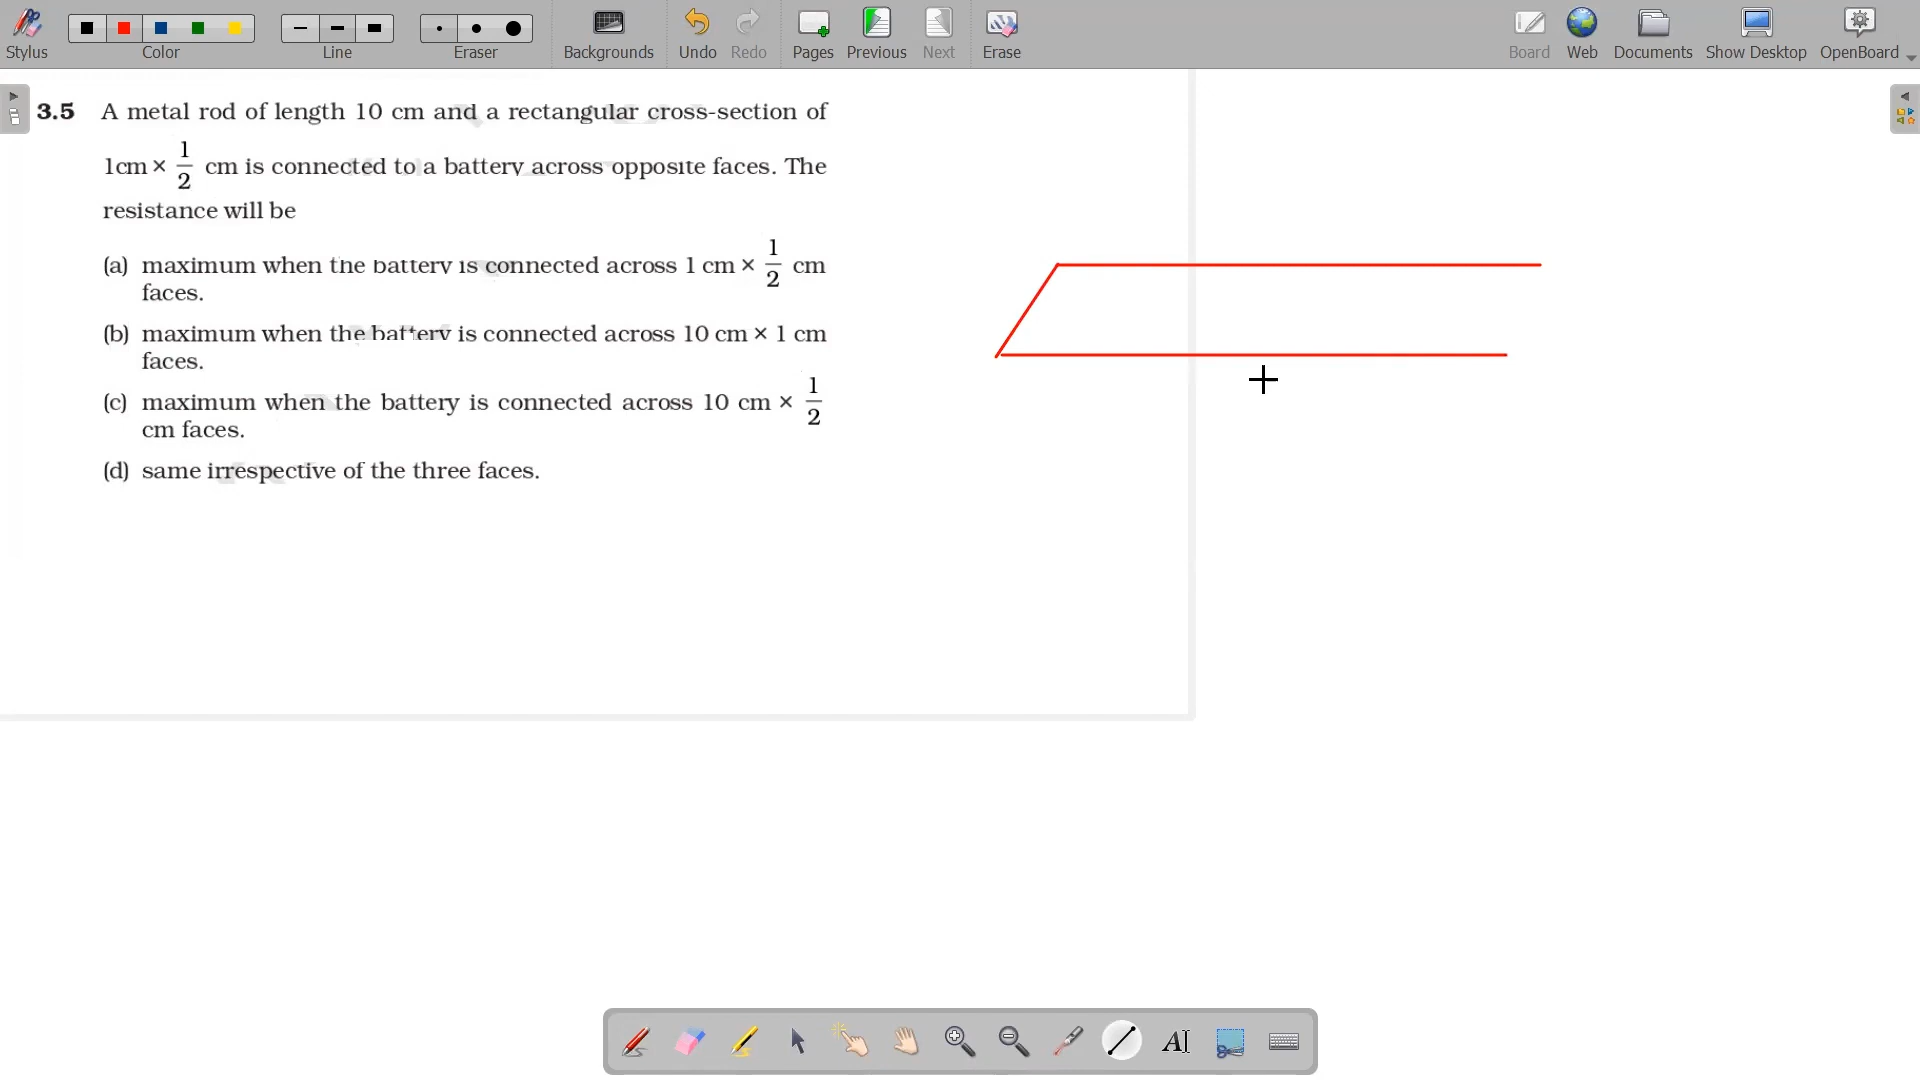 Stylus Color Line Eraser Backgrounds Undo Redo Pages Previous Next Erase Board Web Documents Show Desktop OpenBoard
3.5 A metal rod of length 10 cm and a rectangular cross-section of
1cm × 1/2 cm is connected to a battery across opposite faces. The
resistance will be
(a) maximum when the battery is connected across 1 cm × 1/2 cm
faces.
(b) maximum when the battery is connected across 10 cm × 1 cm
faces.
(c) maximum when the battery is connected across 10 cm × 1/2
cm faces.
(d) same irrespective of the three faces.
AI